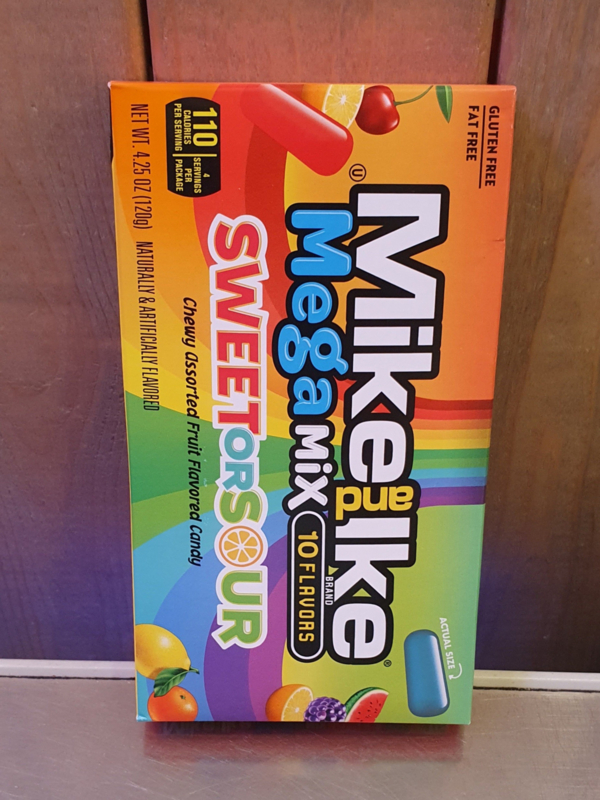 GLUTEN FREE
FAT FREE
Mike and Ike®
BRAND
Mega MiX 10 FLAVORS
SWEET OR SOUR
Chewy Assorted Fruit Flavored Candy
ACTUAL SIZE
U
110
CALORIES
PER SERVING
4
SERVINGS
PER
PACKAGE
NET WT. 4.25 OZ (120g) NATURALLY & ARTIFICIALLY FLAVORED